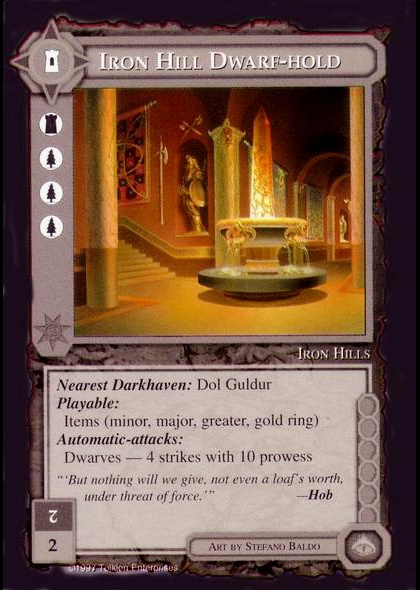 IRON HILL DWARF-HOLD
IRON HILLS
Nearest Darkhaven: Dol Guldur
Playable:
Items (minor, major, greater, gold ring)
Automatic-attacks:
Dwarves — 4 strikes with 10 prowess
“‘But nothing will we give, not even a loaf's worth,
under threat of force.’” —Hob
2
2
ART BY STEFANO BALDO
©1997 Tolkien Enterprises